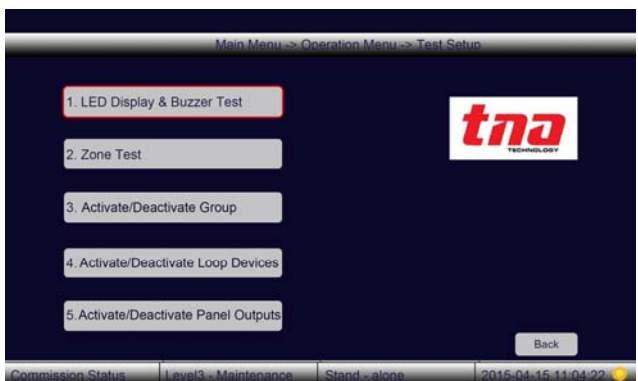 Main Menu -> Operation Menu -> Test Setup
1. LED Display & Buzzer Test
tna
TECHNOLOGY
2. Zone Test
3. Activate/Deactivate Group
4. Activate/Deactivate Loop Devices
5. Activate/Deactivate Panel Outputs
Back
Commission Status Level3 - Maintenance Stand - alone 2015-04-15 11:04:22